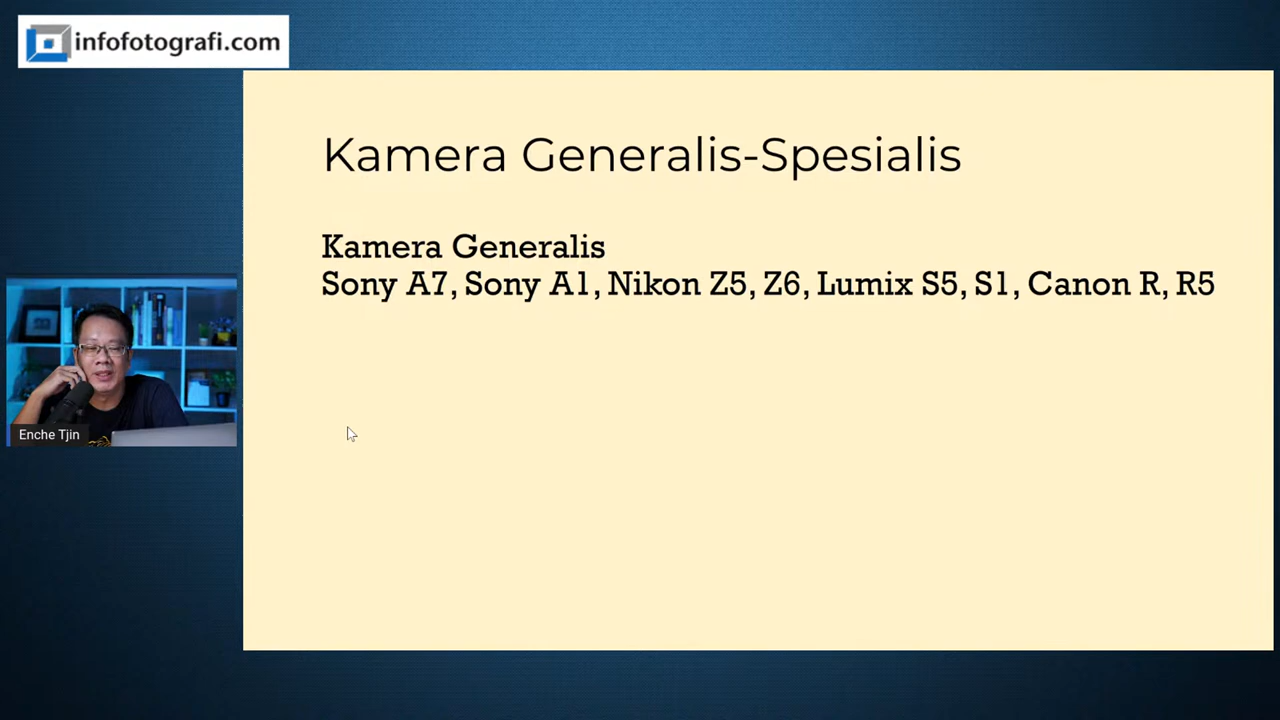 infofotografi.com
Kamera Generalis-Spesialis
Kamera Generalis
Sony A7, Sony A1, Nikon Z5, Z6, Lumix S5, S1, Canon R, R5
Enche Tjin